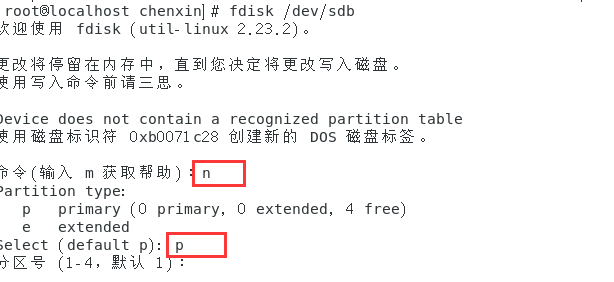 root@localhost chenxin]# fdisk /dev/sdb
欢迎使用 fdisk (util-linux 2.23.2)。
更改将停留在内存中，直到您决定将更改写入磁盘。
使用写入命令前请三思。
Device does not contain a recognized partition table
使用磁盘标识符 0xb0071c28 创建新的 DOS 磁盘标签。
命令(输入 m 获取帮助)：n
Partition type:
p primary (0 primary, 0 extended, 4 free)
e extended
Select (default p): p
分区号 (1-4，默认 1)：